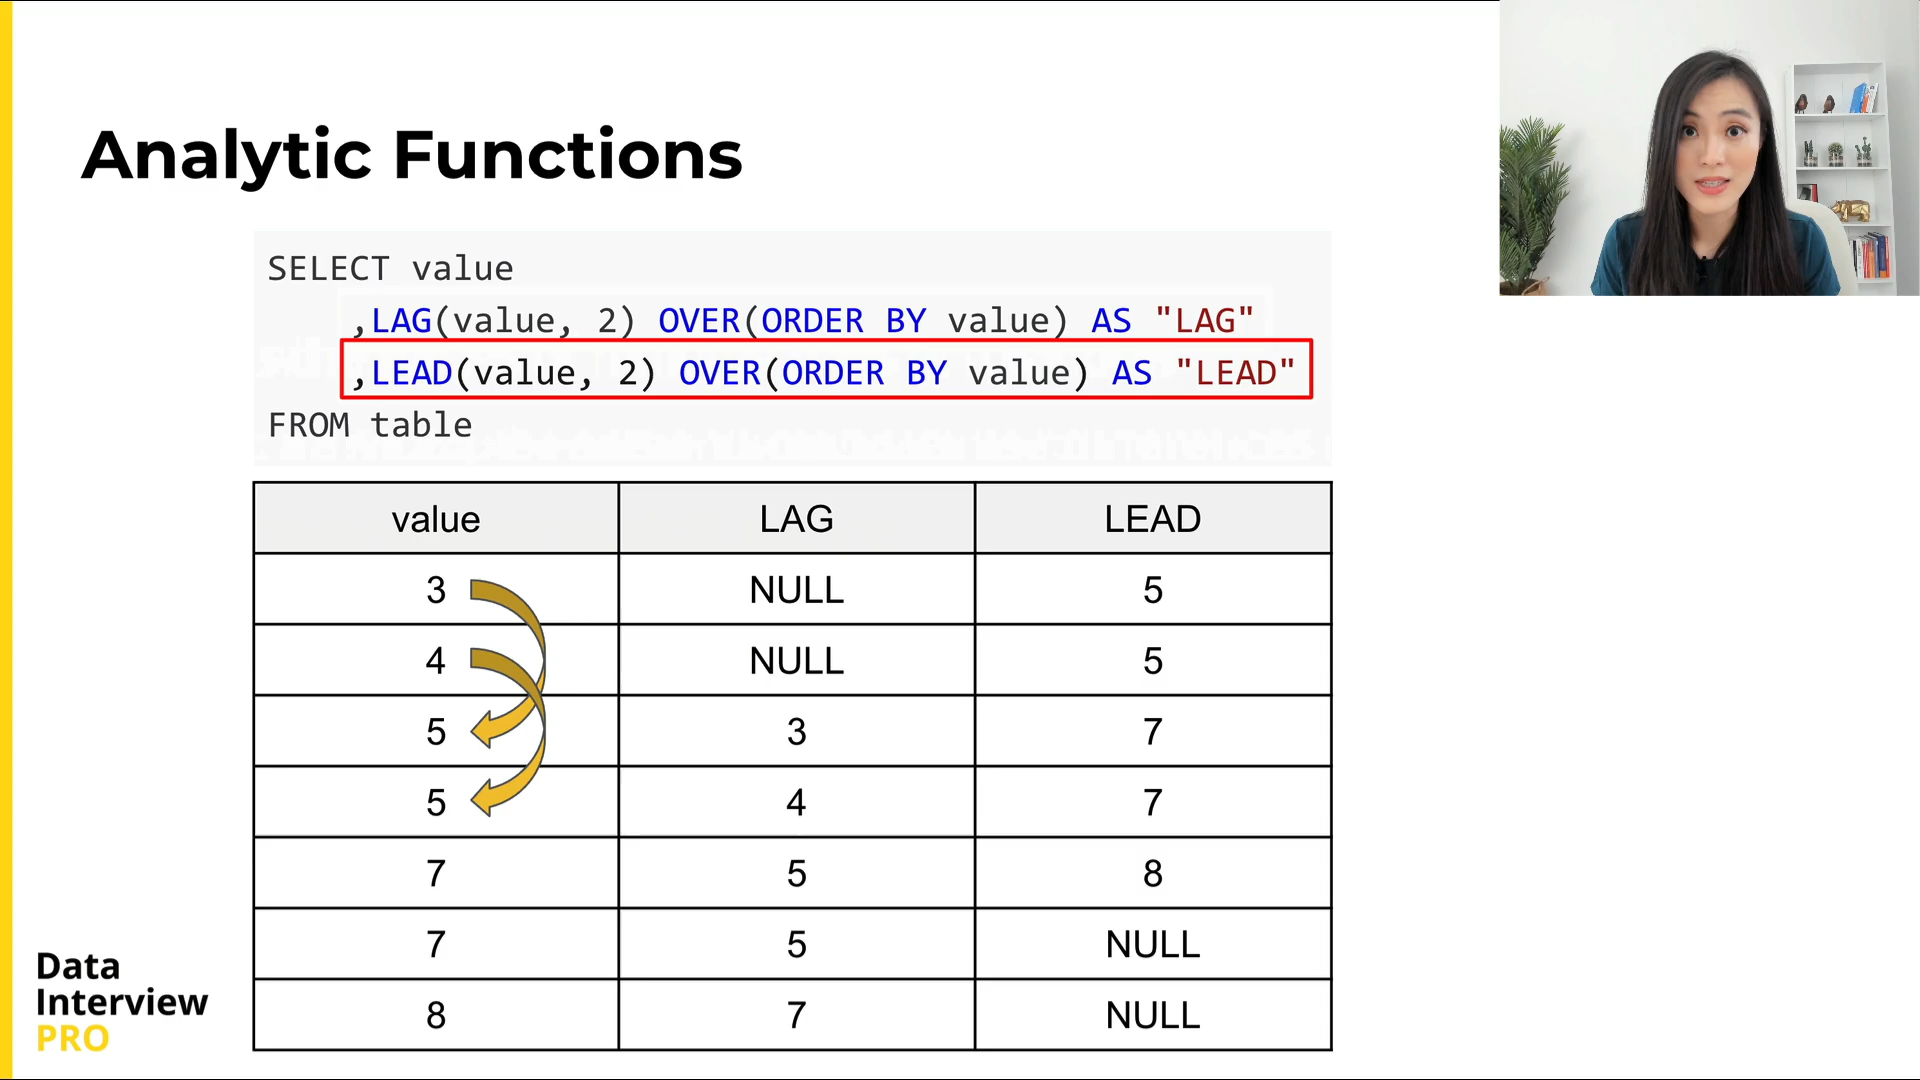 Analytic Functions
SELECT value
,LAG(value, 2) OVER(ORDER BY value) AS "LAG"
,LEAD(value, 2) OVER(ORDER BY value) AS "LEAD"
FROM table
value LAG LEAD
3 NULL 5
4 NULL 5
5 3 7
5 4 7
7 5 8
7 5 NULL
8 7 NULL
Data
Interview
PRO